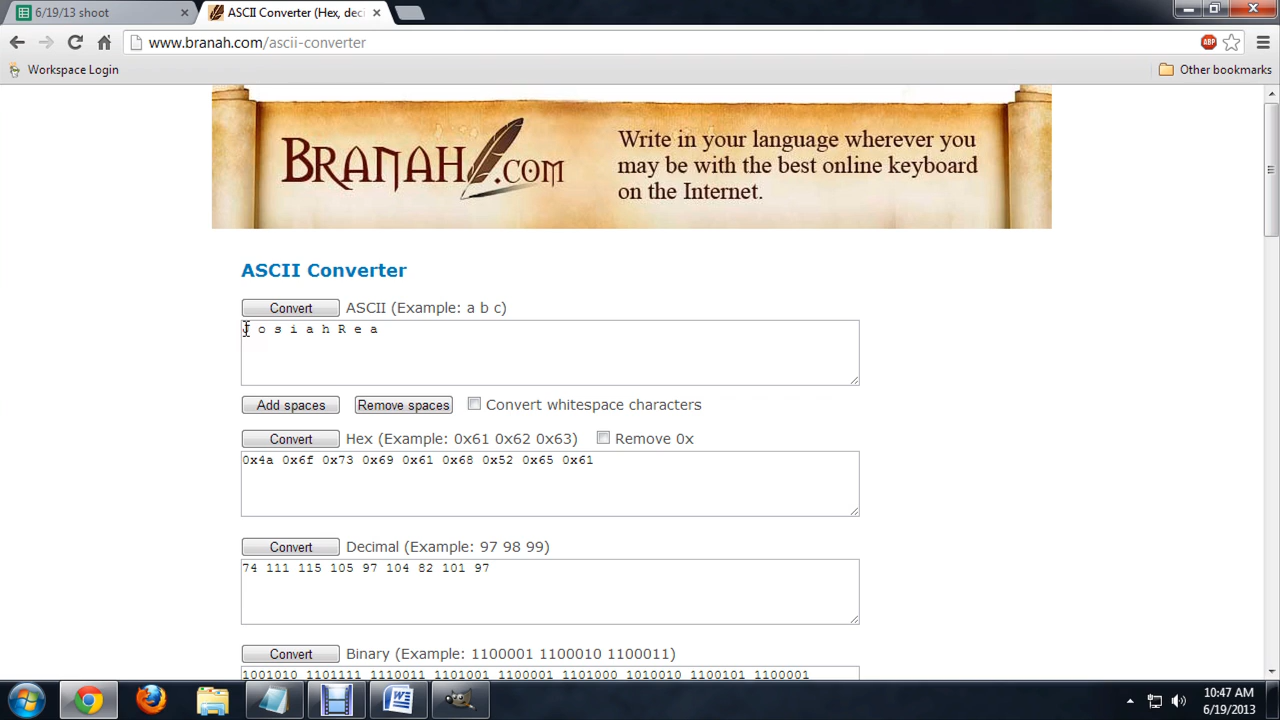 6/19/13 shoot
ASCII Converter (Hex, deci
www.branah.com/ascii-converter
ABP
Workspace Login
Other bookmarks
BRANAH.COM
Write in your language wherever you
may be with the best online keyboard
on the Internet.
ASCII Converter
Convert ASCII (Example: a b c)
J o s i a h R e a
Add spaces Remove spaces Convert whitespace characters
Convert Hex (Example: 0x61 0x62 0x63) Remove 0x
0x4a 0x6f 0x73 0x69 0x61 0x68 0x52 0x65 0x61
Convert Decimal (Example: 97 98 99)
74 111 115 105 97 104 82 101 97
Convert Binary (Example: 1100001 1100010 1100011)
1001010 1101111 1110011 1101001 1100001 1101000 1010010 1100101 1100001
10:47 AM
6/19/2013